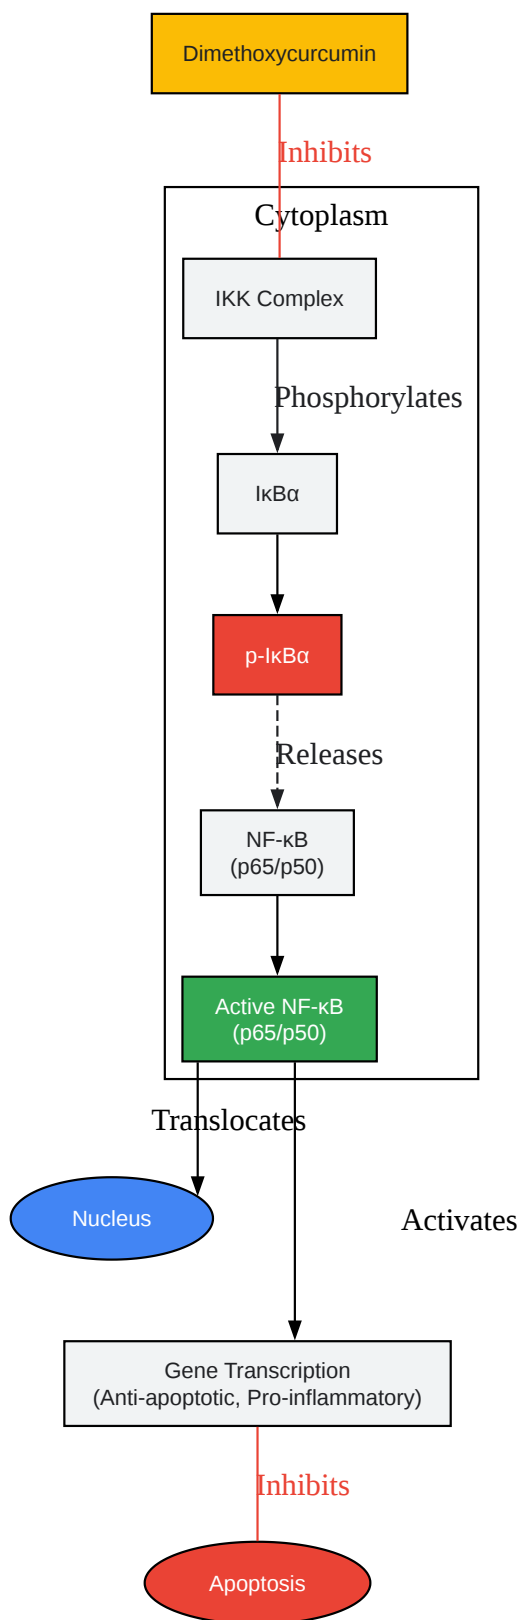 Dimethoxycurcumin
Inhibits
Cytoplasm
IKK Complex
Phosphorylates
IκBα
p-IκBα
Releases
NF-κB
(p65/p50)
Active NF-κB
(p65/p50)
Translocates
Nucleus
Activates
Gene Transcription
(Anti-apoptotic, Pro-inflammatory)
Inhibits
Apoptosis